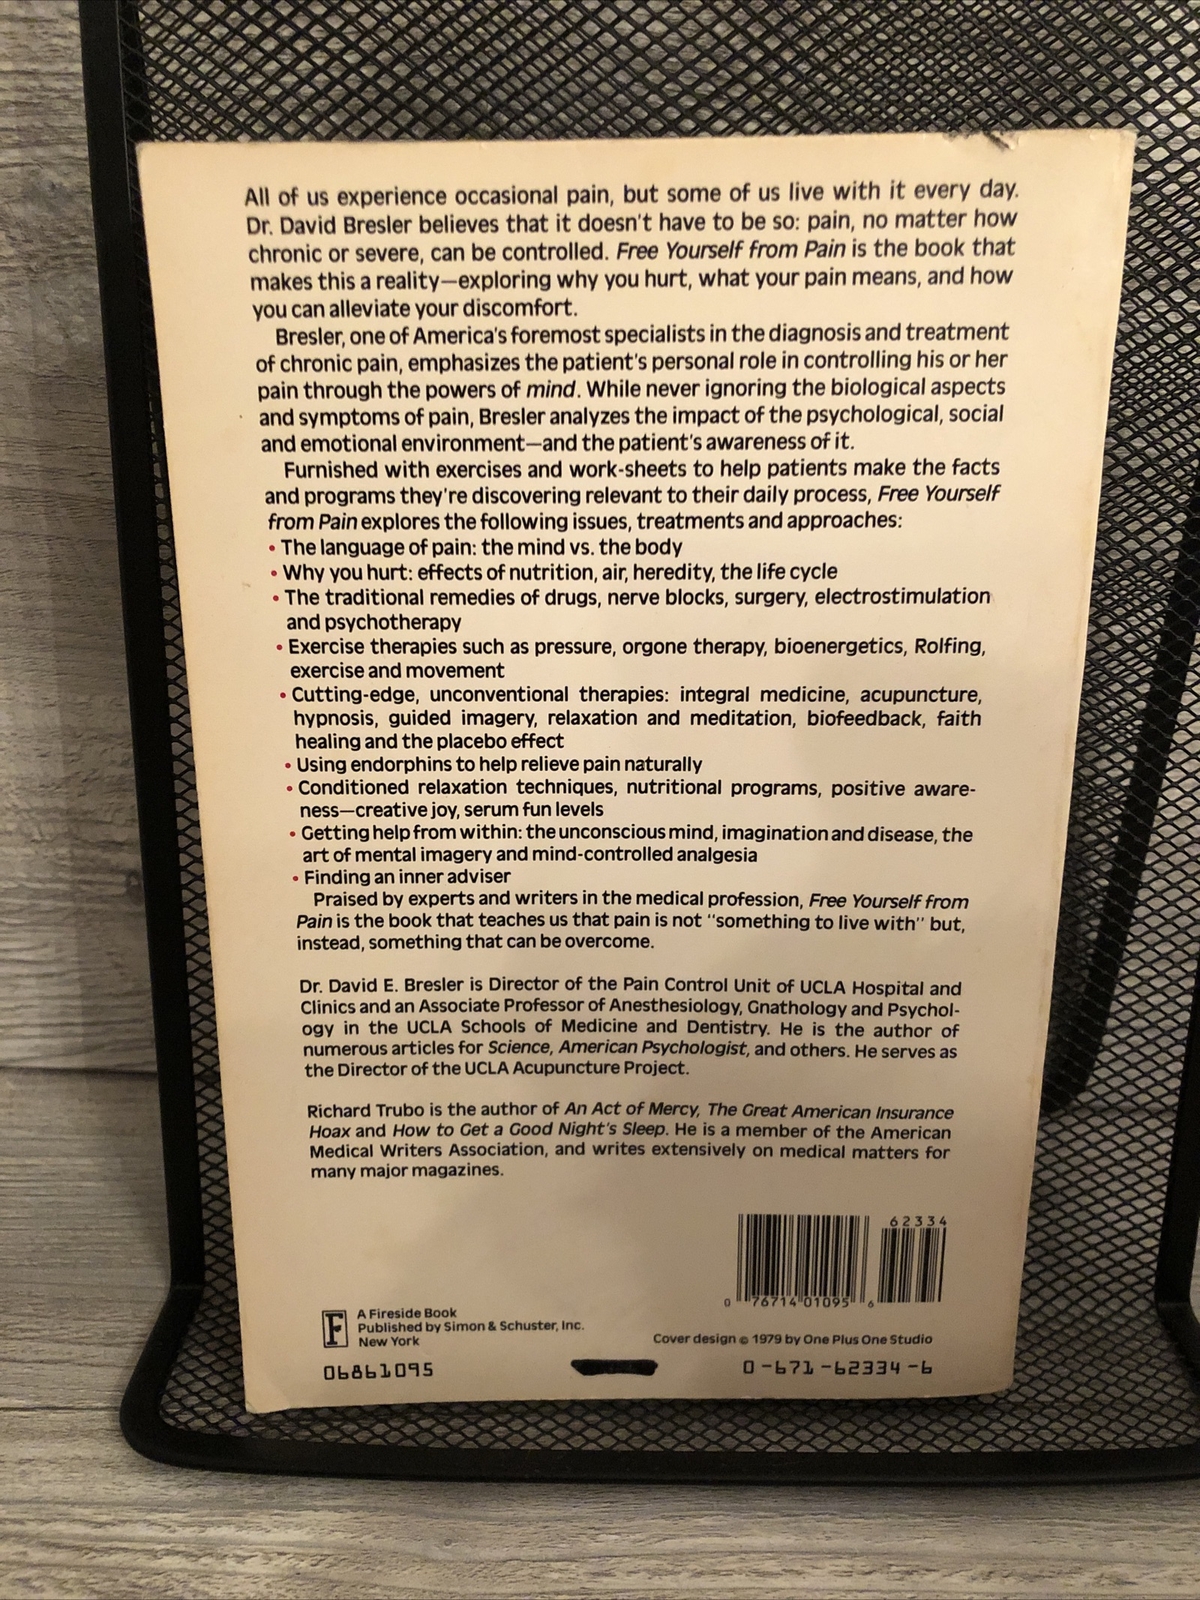 All of us experience occasional pain, but some of us live with it every day.
Dr. David Bresler believes that it doesn't have to be so: pain, no matter how
chronic or severe, can be controlled. Free Yourself from Pain is the book that
makes this a reality—exploring why you hurt, what your pain means, and how
you can alleviate your discomfort.
Bresler, one of America's foremost specialists in the diagnosis and treatment
of chronic pain, emphasizes the patient's personal role in controlling his or her
pain through the powers of mind. While never ignoring the biological aspects
and symptoms of pain, Bresler analyzes the impact of the psychological, social
and emotional environment—and the patient's awareness of it.
Furnished with exercises and work-sheets to help patients make the facts
and programs they're discovering relevant to their daily process, Free Yourself
from Pain explores the following issues, treatments and approaches:
• The language of pain: the mind vs. the body
• Why you hurt: effects of nutrition, air, heredity, the life cycle
• The traditional remedies of drugs, nerve blocks, surgery, electrostimulation
and psychotherapy
• Exercise therapies such as pressure, orgone therapy, bioenergetics, Rolfing,
exercise and movement
• Cutting-edge, unconventional therapies: integral medicine, acupuncture,
hypnosis, guided imagery, relaxation and meditation, biofeedback, faith
healing and the placebo effect
• Using endorphins to help relieve pain naturally
• Conditioned relaxation techniques, nutritional programs, positive aware-
ness—creative joy, serum fun levels
• Getting help from within: the unconscious mind, imagination and disease, the
art of mental imagery and mind-controlled analgesia
• Finding an inner adviser
Praised by experts and writers in the medical profession, Free Yourself from
Pain is the book that teaches us that pain is not "something to live with" but,
instead, something that can be overcome.
Dr. David E. Bresler is Director of the Pain Control Unit of UCLA Hospital and
Clinics and an Associate Professor of Anesthesiology, Gnathology and Psychol-
ogy in the UCLA Schools of Medicine and Dentistry. He is the author of
numerous articles for Science, American Psychologist, and others. He serves as
the Director of the UCLA Acupuncture Project.
Richard Trubo is the author of An Act of Mercy, The Great American Insurance
Hoax and How to Get a Good Night's Sleep. He is a member of the American
Medical Writers Association, and writes extensively on medical matters for
many major magazines.
62334
0 76714 01095 6
F
A Fireside Book
Published by Simon & Schuster, Inc.
New York
Cover design © 1979 by One Plus One Studio
06861095
0-671-62334-6